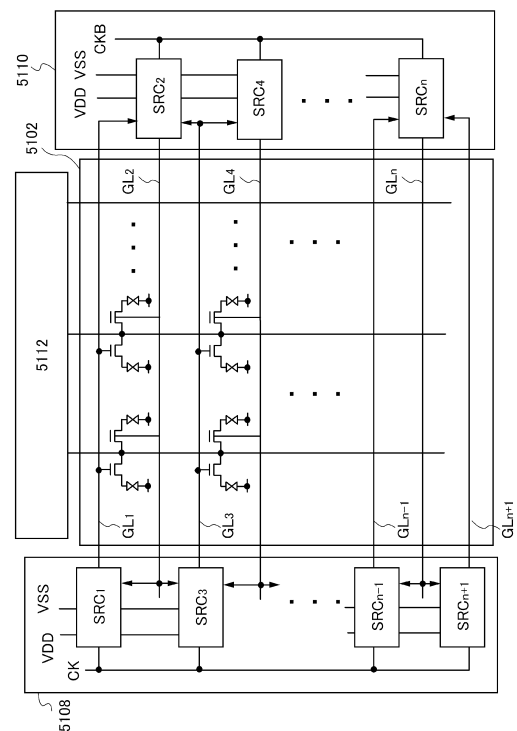 5110
VDD VSS
CKB
SRC2
SRC4
SRCn
5102
5112
GL1
GL2
GL3
GL4
GLn-1
GLn
GLn+1
VDD
VSS
CK
SRC1
SRC3
SRCn-1
SRCn+1
5108